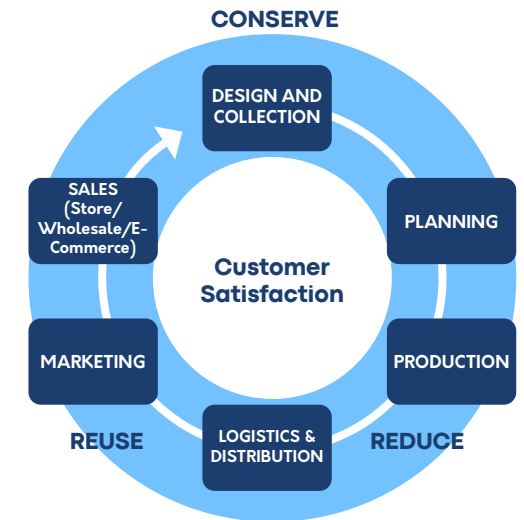 CONSERVE
DESIGN AND
COLLECTION
PLANNING
PRODUCTION
REDUCE
LOGISTICS &
DISTRIBUTION
REUSE
MARKETING
SALES
(Store/
Wholesale/E-
Commerce)
Customer
Satisfaction